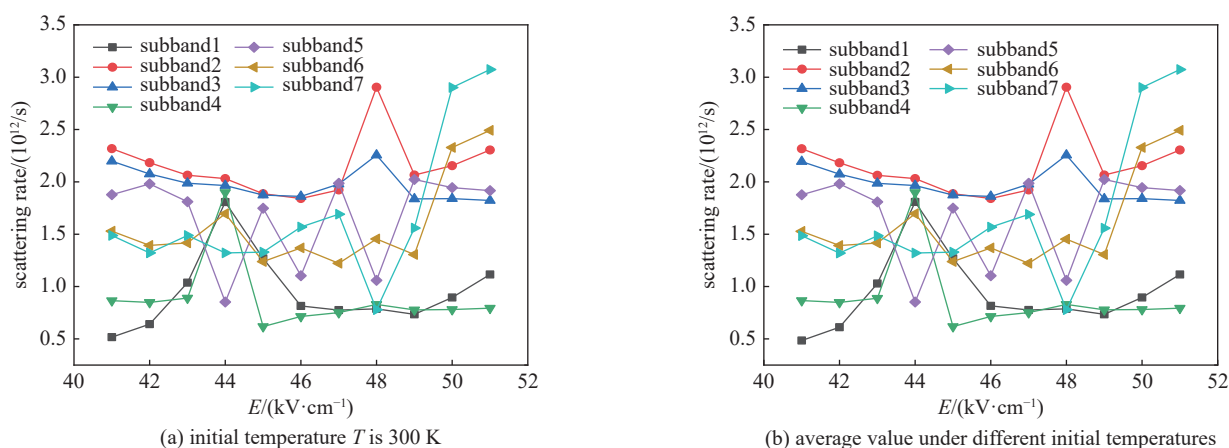 3.5
3.0
2.5
2.0
1.5
1.0
0.5
scattering rate/(10¹²/s)
subband1
subband2
subband3
subband4
subband5
subband6
subband7
40 42 44 46 48 50 52
E/(kV·cm⁻¹)
(a) initial temperature T is 300 K
3.5
3.0
2.5
2.0
1.5
1.0
0.5
scattering rate/(10¹²/s)
subband1
subband2
subband3
subband4
subband5
subband6
subband7
40 42 44 46 48 50 52
E/(kV·cm⁻¹)
(b) average value under different initial temperatures